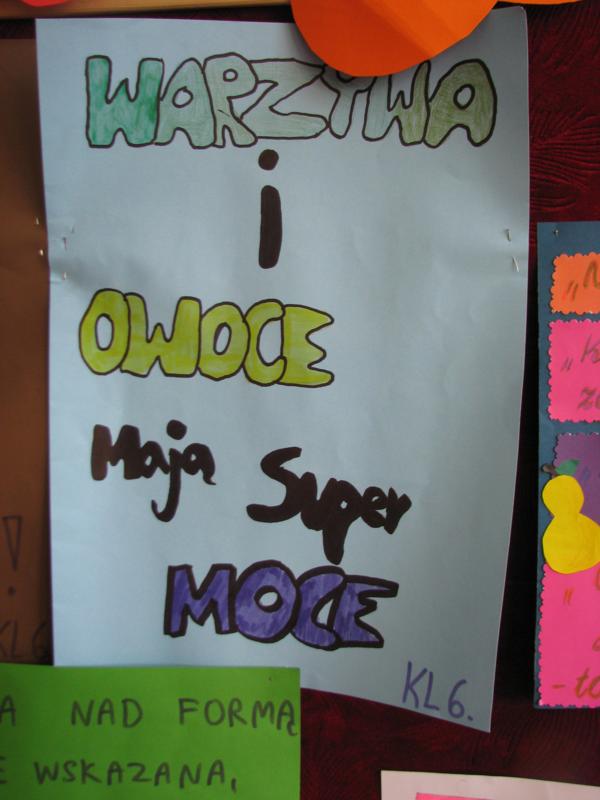 WARZYWA
i
OWOCE
Mają
Super
MOCE
KL 6.
A NAD FORMĄ
E WSKAZANA,